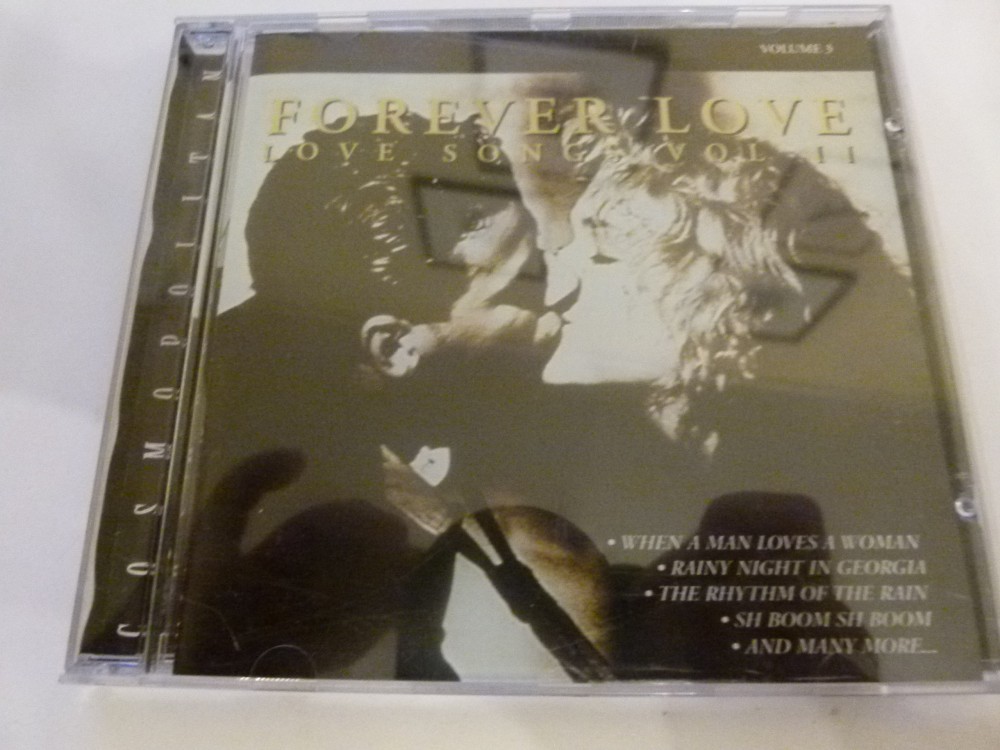 VOLUME 3
FOREVER LOVE
LOVE SONGS VOL II
COSMOPOLITAN
• WHEN A MAN LOVES A WOMAN
• RAINY NIGHT IN GEORGIA
• THE RHYTHM OF THE RAIN
• SH BOOM SH BOOM
• AND MANY MORE...